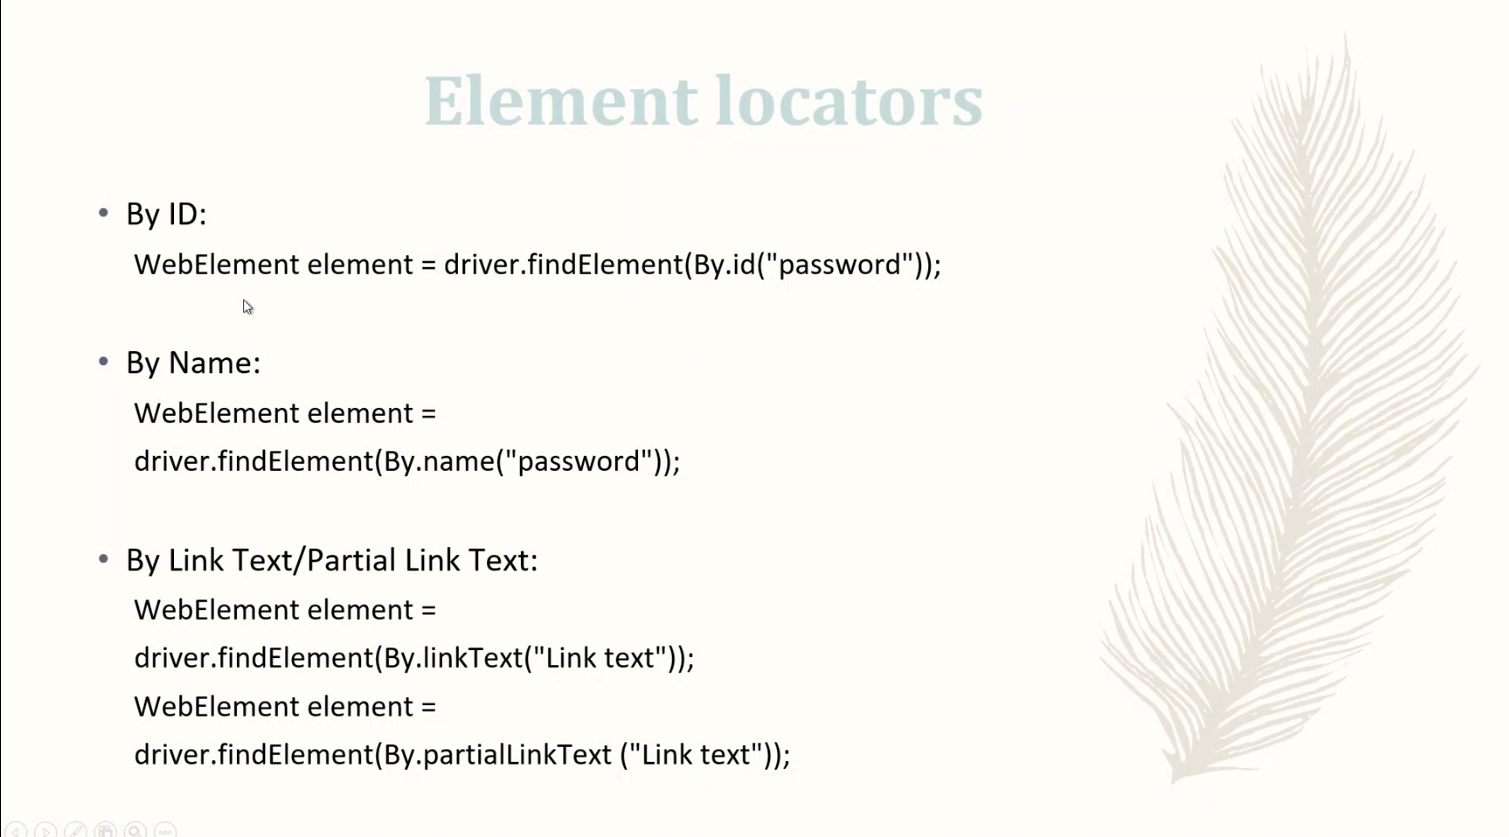 Element locators
• By ID:
WebElement element = driver.findElement(By.id("password"));
• By Name:
WebElement element =
driver.findElement(By.name("password"));
• By Link Text/Partial Link Text:
WebElement element =
driver.findElement(By.linkText("Link text"));
WebElement element =
driver.findElement(By.partialLinkText ("Link text"));